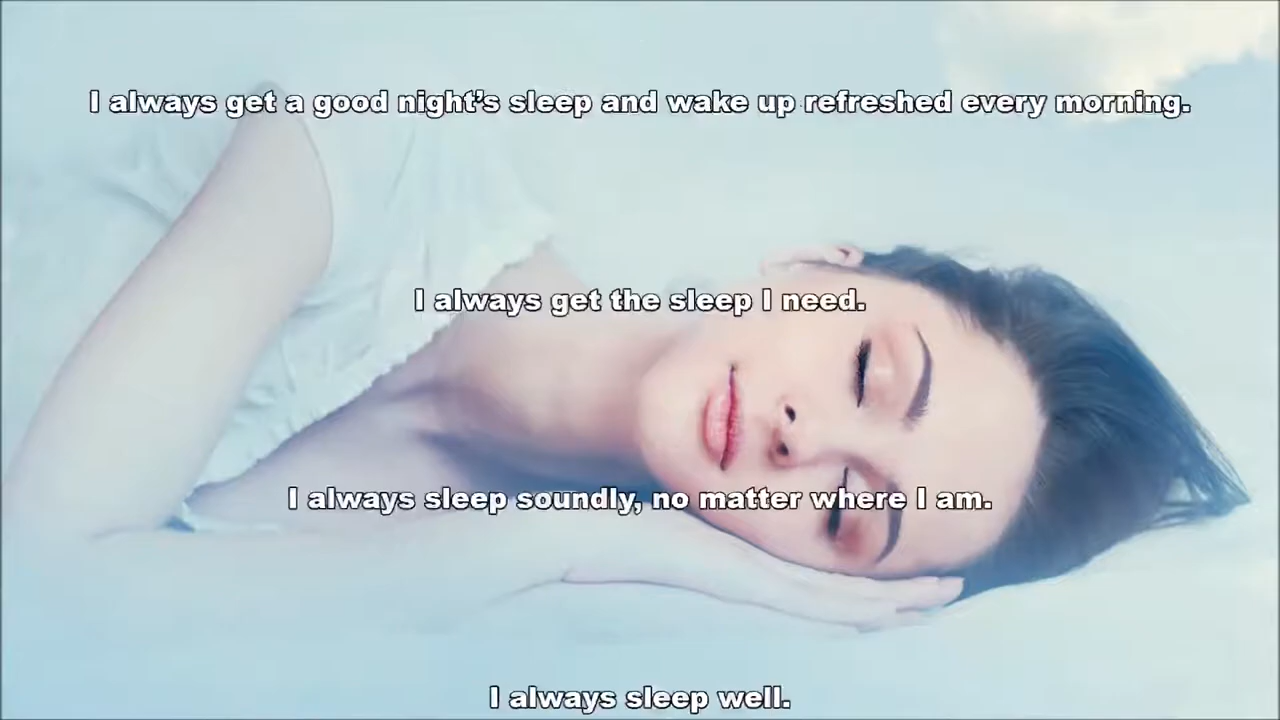 I always get a good night’s sleep and wake up refreshed every morning.
I always get the sleep I need.
I always sleep soundly, no matter where I am.
I always sleep well.